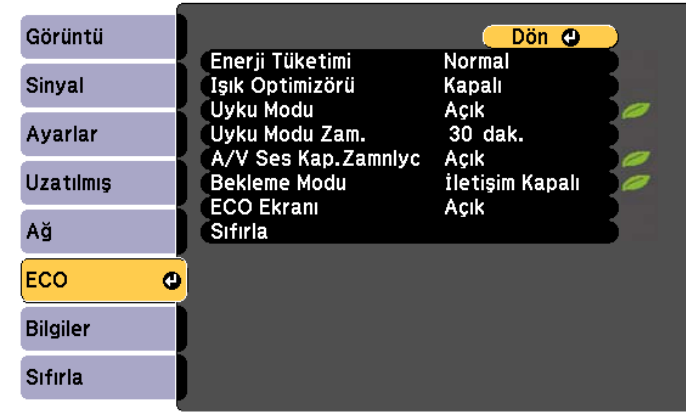 Görüntü
Sinyal
Ayarlar
Uzatılmış
Ağ
ECO
Bilgiler
Sıfırla
Dön
Enerji Tüketimi Normal
Işık Optimizörü Kapalı
Uyku Modu Açık
Uyku Modu Zam. 30 dak.
A/V Ses Kap.Zamnlyc Açık
Bekleme Modu İletişim Kapalı
ECO Ekranı Açık
Sıfırla